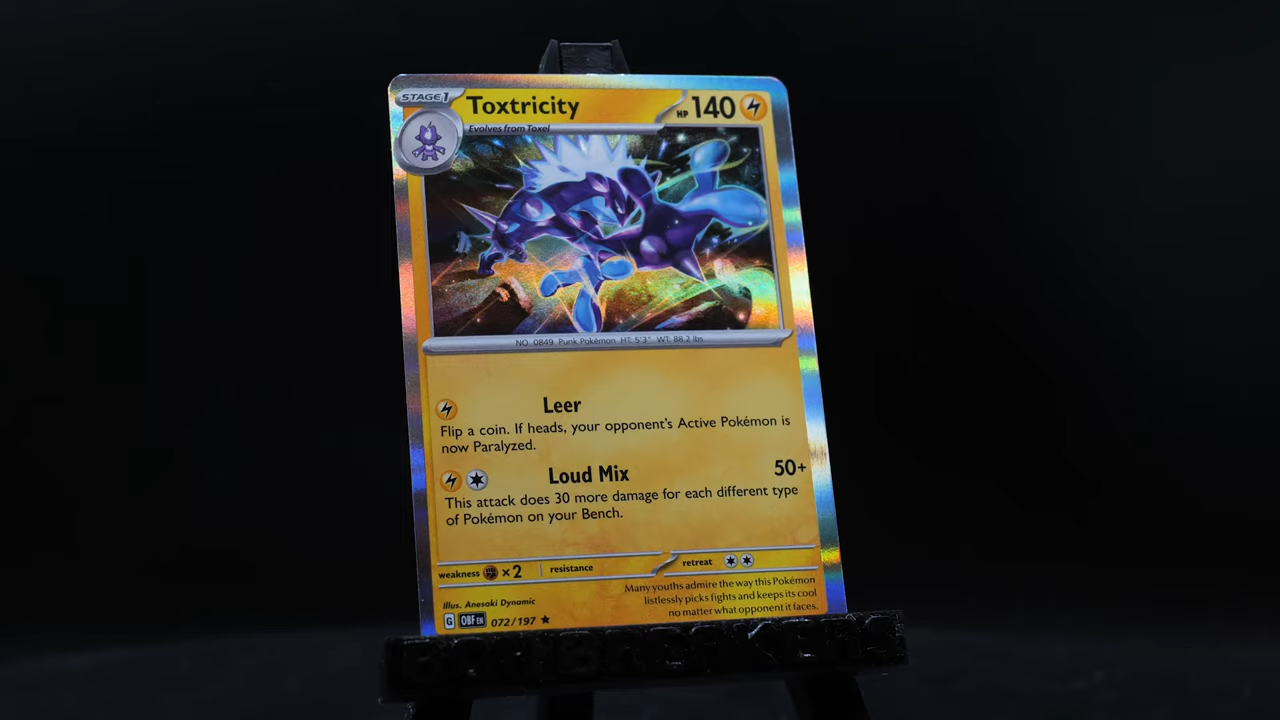 STAGE 1
Toxtricity
HP 140
Evolves from Toxel
NO. 0849 Punk Pokémon HT: 5'3" WT: 88.2 lbs.
Leer
Flip a coin. If heads, your opponent's Active Pokémon is
now Paralyzed.
Loud Mix 50+
This attack does 30 more damage for each different type
of Pokémon on your Bench.
weakness ×2 resistance retreat
Many youths admire the way this Pokémon
listlessly picks fights and keeps its cool
no matter what opponent it faces.
Illus. Anesaki Dynamic
G OBF EN 072/197 ★